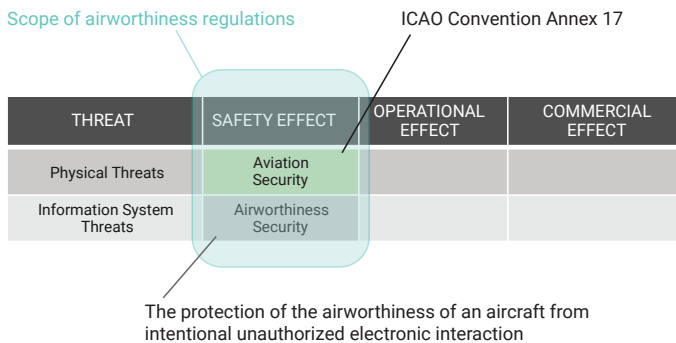 Scope of airworthiness regulations
ICAO Convention Annex 17
THREAT
SAFETY EFFECT
OPERATIONAL
EFFECT
COMMERCIAL
EFFECT
Physical Threats
Aviation
Security
Information System
Threats
Airworthiness
Security
The protection of the airworthiness of an aircraft from
intentional unauthorized electronic interaction